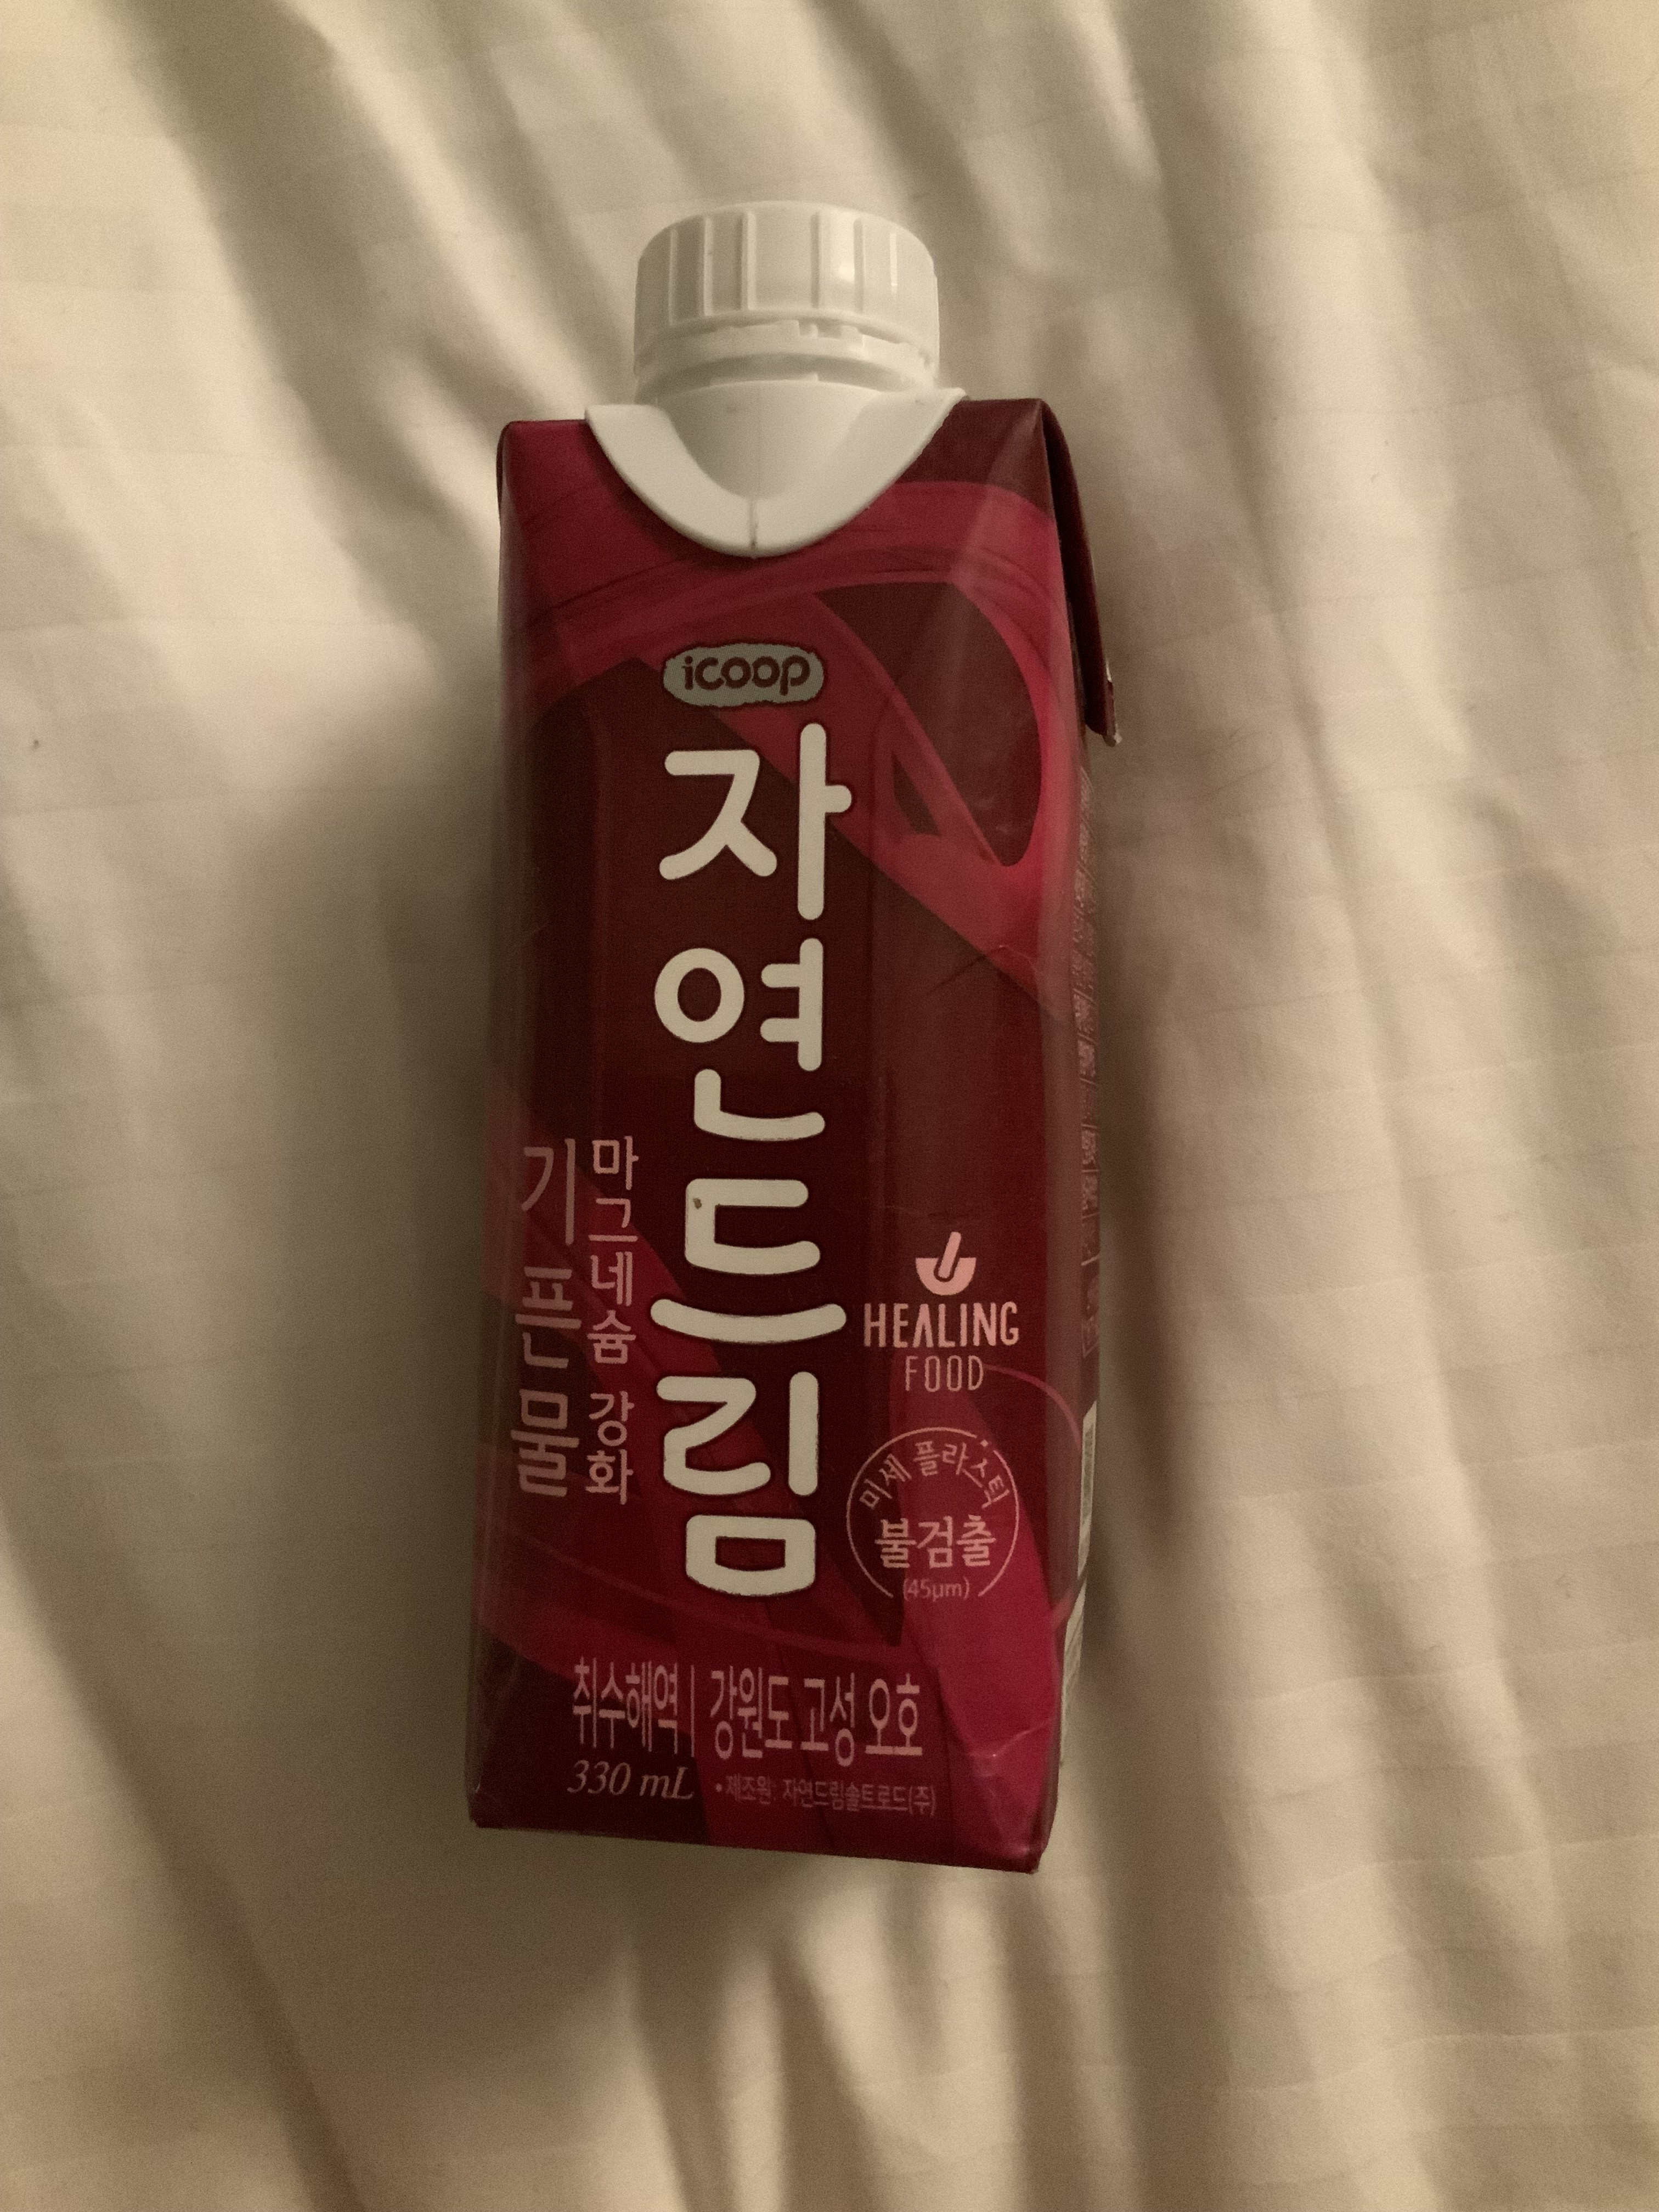 icoop
자연드림
마그네슘 강화
기픈물
HEALING
FOOD
미세 플라스틱
불검출
(45μm)
취수해역 | 강원도 고성 오호
330 mL • 제조원: 자연드림솔트로드(주)